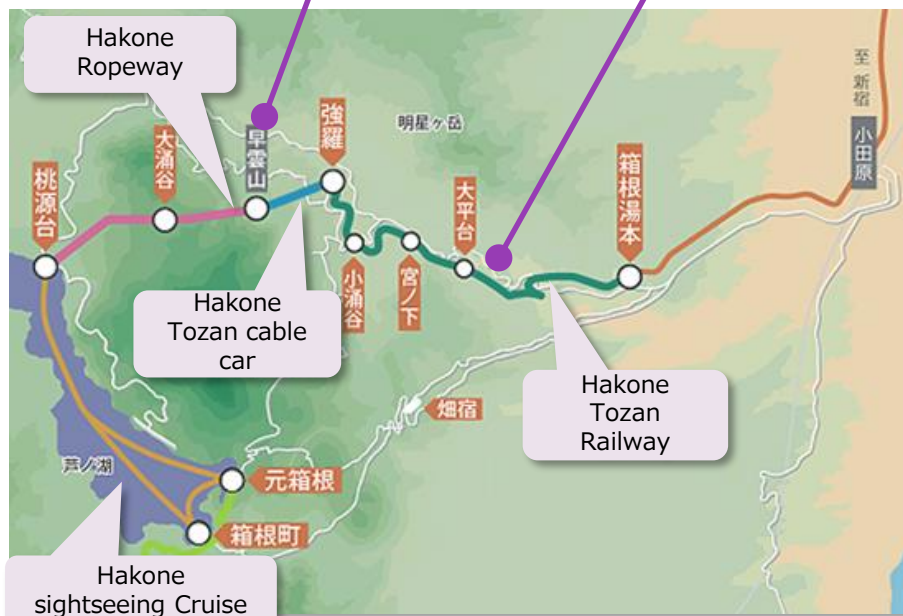 Hakone
Ropeway
強羅
明星ヶ岳
至 新宿
小田原
早雲山
大涌谷
桃源台
大平台
箱根湯本
小涌谷
宮ノ下
Hakone
Tozan cable
car
Hakone
Tozan
Railway
畑宿
芦ノ湖
元箱根
箱根町
Hakone
sightseeing Cruise